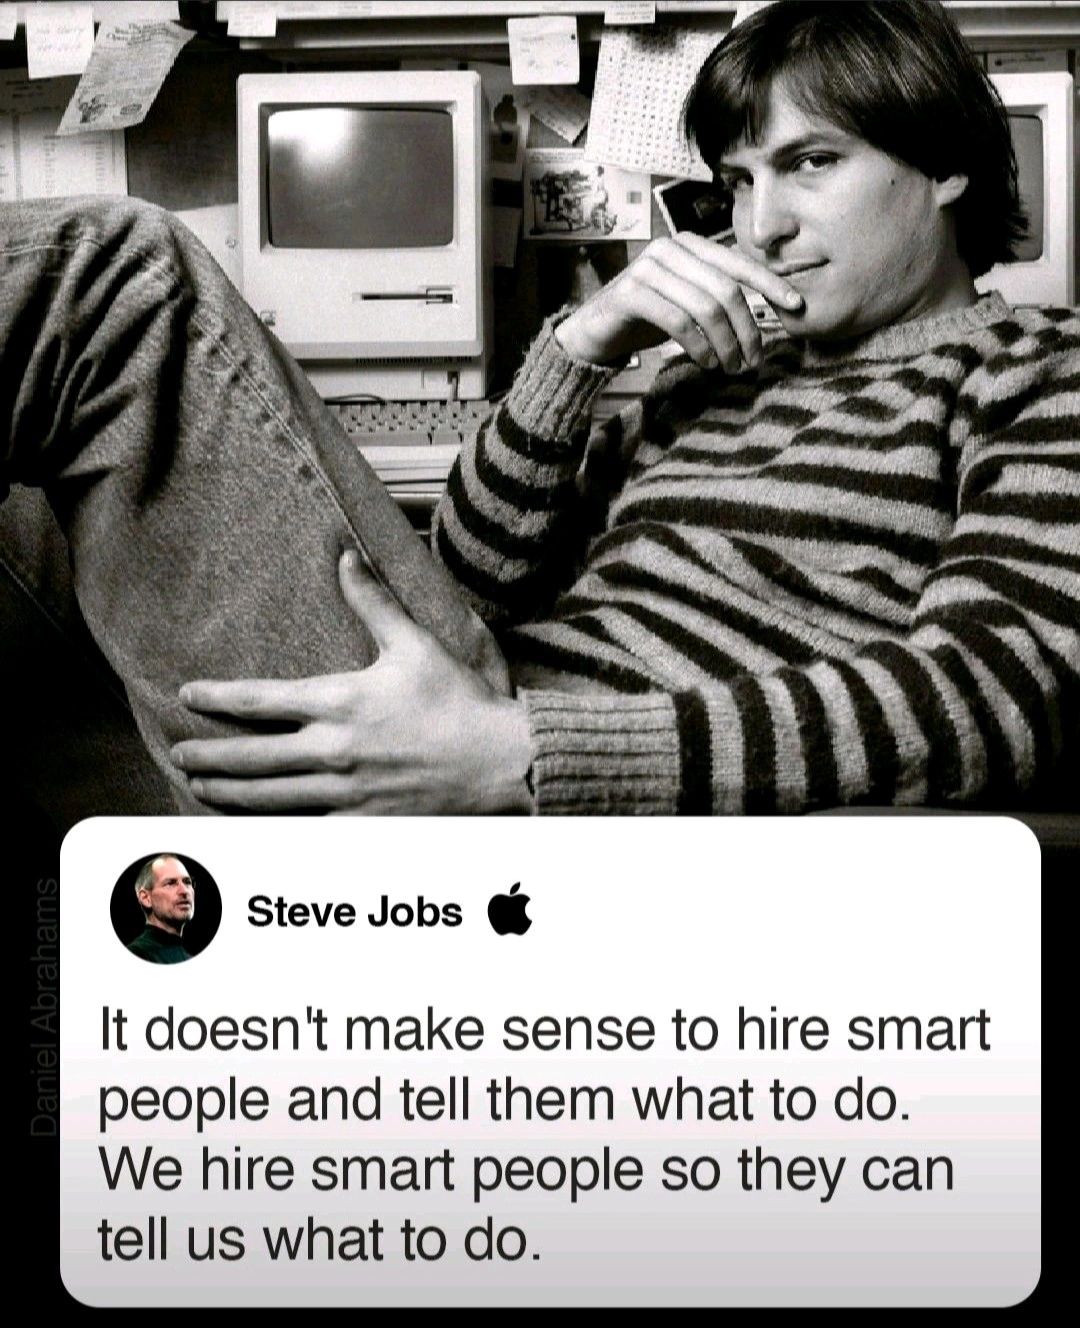 Steve Jobs
It doesn't make sense to hire smart
people and tell them what to do.
We hire smart people so they can
tell us what to do.
Daniel Abrahams